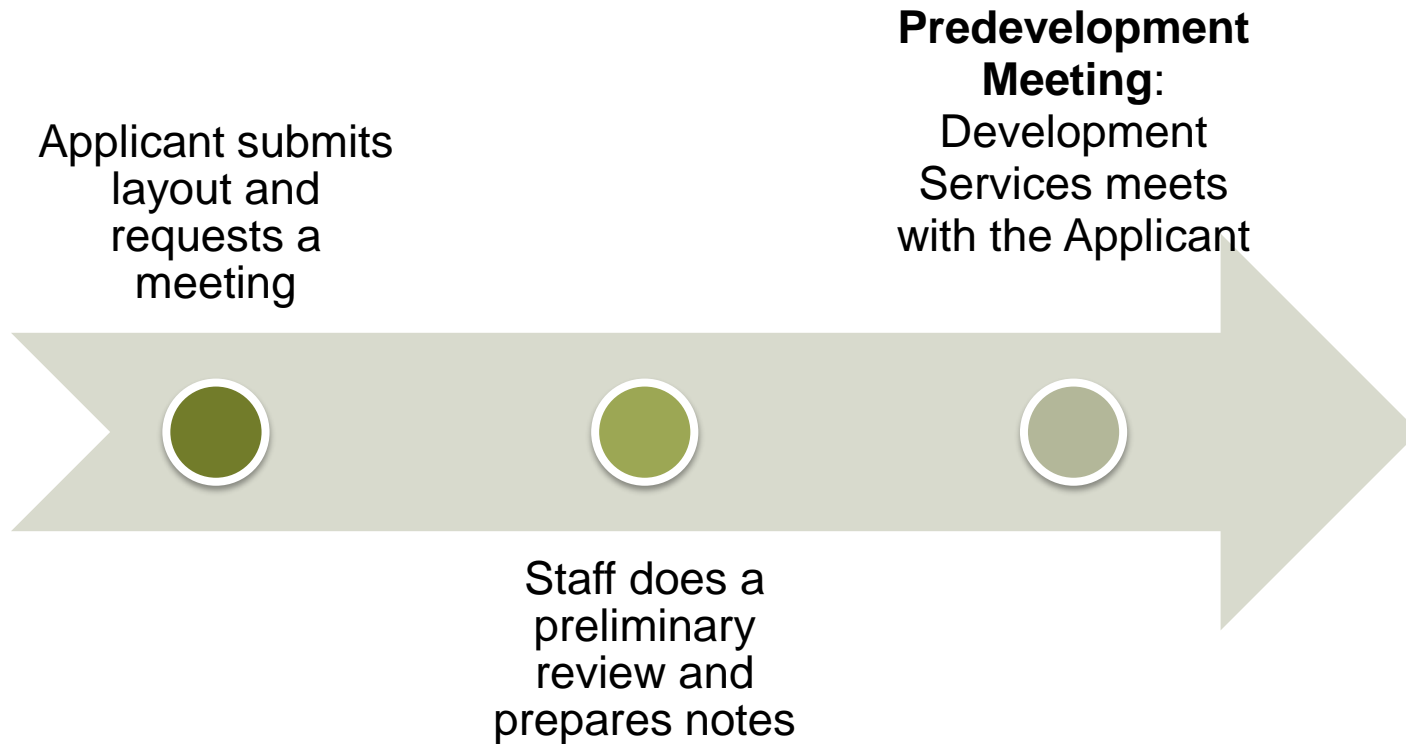 Applicant submits
layout and
requests a
meeting
Staff does a
preliminary
review and
prepares notes
Predevelopment
Meeting:
Development
Services meets
with the Applicant